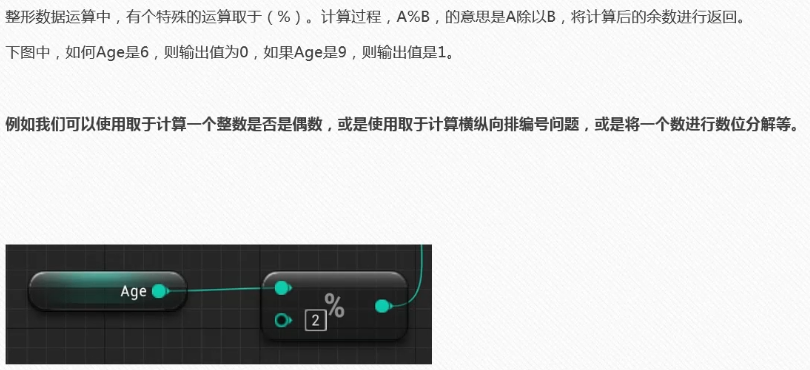 整形数据运算中，有个特殊的运算取于（%）。计算过程，A%B，的意思是A除以B，将计算后的余数进行返回。
下图中，如何Age是6，则输出值为0，如果Age是9，则输出值是1。
例如我们可以使用取于计算一个整数是否是偶数，或是使用取于计算横纵向排编号问题，或是将一个数进行数位分解等。
Age
%
2